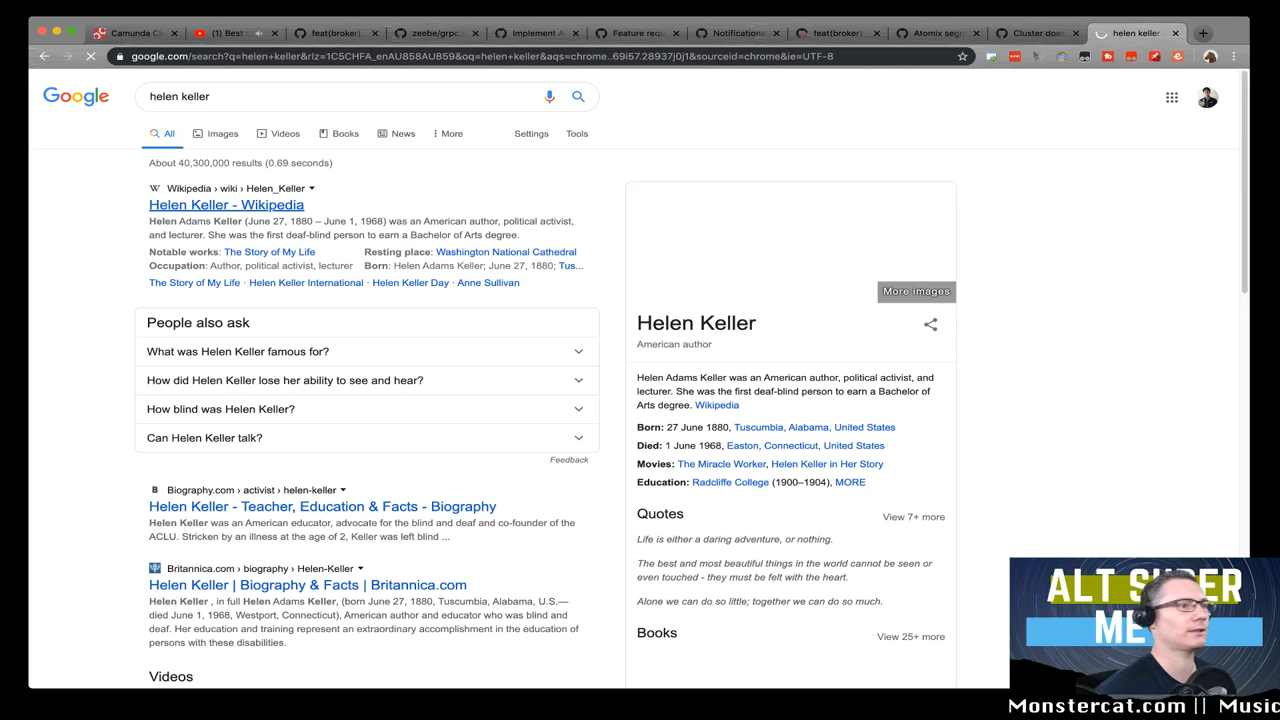 Camunda Cl
(1) Best
feat(broker)
zeebe/grpc.
Implement A
Feature requ
Notification
feat(broker)
Atomix segm
Cluster does
helen keller
google.com/search?q=helen+keller&rlz=1C5CHFA_enAU858AU859&oq=helen+keller&aqs=chrome..69i57.28937j0j1&sourceid=chrome&ie=UTF-8
Google
helen keller
All
Images
Videos
Books
News
More
Settings
Tools
About 40,300,000 results (0.69 seconds)
Wikipedia › wiki › Helen_Keller
Helen Keller - Wikipedia
Helen Adams Keller (June 27, 1880 – June 1, 1968) was an American author, political activist,
and lecturer. She was the first deaf-blind person to earn a Bachelor of Arts degree.
Notable works: The Story of My Life
Resting place: Washington National Cathedral
Occupation: Author, political activist, lecturer
Born: Helen Adams Keller; June 27, 1880; Tus...
The Story of My Life · Helen Keller International · Helen Keller Day · Anne Sullivan
People also ask
What was Helen Keller famous for?
How did Helen Keller lose her ability to see and hear?
How blind was Helen Keller?
Can Helen Keller talk?
Feedback
Biography.com › activist › helen-keller
Helen Keller - Teacher, Education & Facts - Biography
Helen Keller was an American educator, advocate for the blind and deaf and co-founder of the
ACLU. Stricken by an illness at the age of 2, Keller was left blind ...
Britannica.com › biography › Helen-Keller
Helen Keller | Biography & Facts | Britannica.com
Helen Keller , in full Helen Adams Keller, (born June 27, 1880, Tuscumbia, Alabama, U.S.—
died June 1, 1968, Westport, Connecticut), American author and educator who was blind and
deaf. Her education and training represent an extraordinary accomplishment in the education of
persons with these disabilities.
Videos
More images
Helen Keller
American author
Helen Adams Keller was an American author, political activist, and
lecturer. She was the first deaf-blind person to earn a Bachelor of
Arts degree. Wikipedia
Born: 27 June 1880, Tuscumbia, Alabama, United States
Died: 1 June 1968, Easton, Connecticut, United States
Movies: The Miracle Worker, Helen Keller in Her Story
Education: Radcliffe College (1900–1904), MORE
Quotes
View 7+ more
Life is either a daring adventure, or nothing.
The best and most beautiful things in the world cannot be seen or
even touched - they must be felt with the heart.
Alone we can do so little; together we can do so much.
Books
View 25+ more
ALT SUPER
ME
Monstercat.com || Music